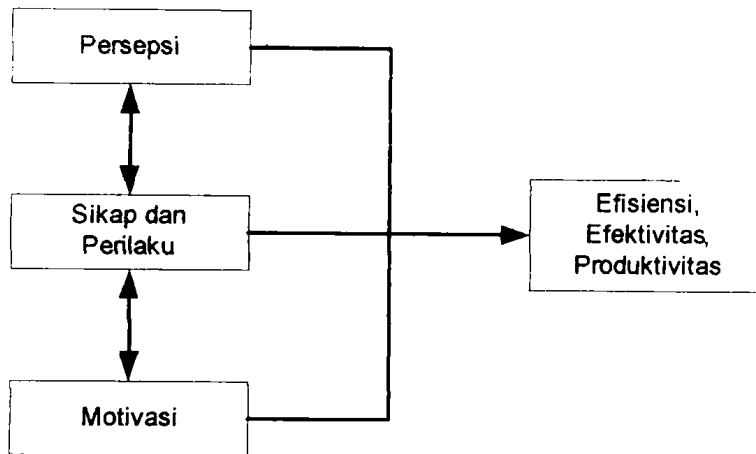 Persepsi
Sikap dan
Perilaku
Efisiensi,
Efektivitas,
Produktivitas
Motivasi